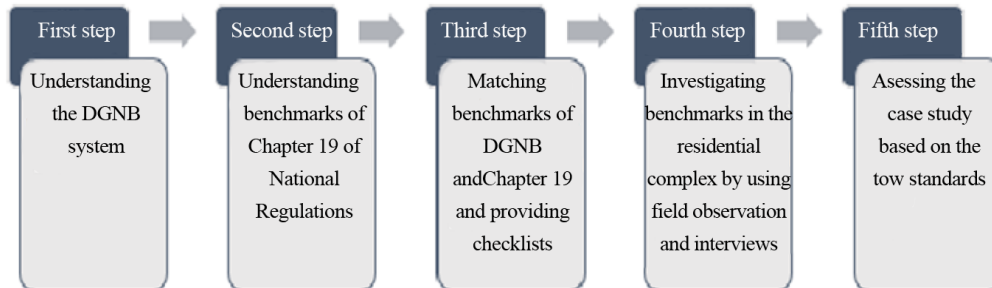 First step
Understanding
the DGNB
system
Second step
Understanding
benchmarks of
Chapter 19 of
National
Regulations
Third step
Matching
benchmarks of
DGNB
andChapter 19
and providing
checklists
Fourth step
Investigating
benchmarks in the
residential
complex by using
field observation
and interviews
Fifth step
Asessing the
case study
based on the
tow standards